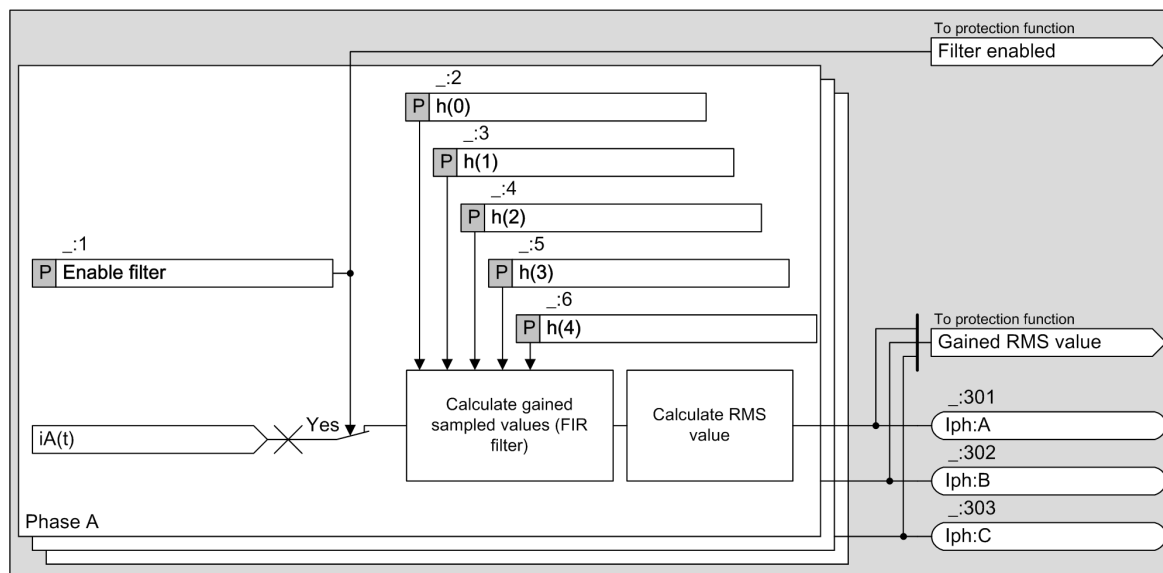 To protection function
Filter enabled
_:2
P h(0)
_:3
P h(1)
_:4
P h(2)
_:1
P Enable filter
_:5
P h(3)
_:6
P h(4)
To protection function
Gained RMS value
iA(t)
Yes
Calculate gained
sampled values (FIR
filter)
Calculate RMS
value
_:301
Iph:A
_:302
Iph:B
_:303
Iph:C
Phase A